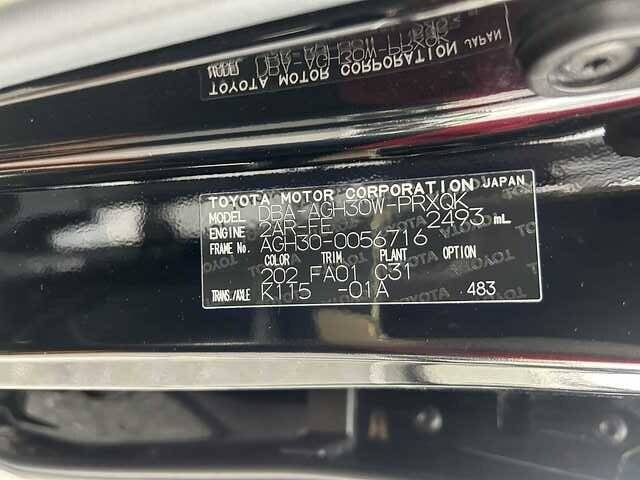 TOYOTA MOTOR CORPORATION JAPAN
MODEL DBA-AGH30W-PRXQK
ENGINE 2AR-FE 2493 mL
FRAME No. AGH30-0056716
COLOR TRIM PLANT OPTION
202 FA01 C31
TRANS./AXLE K115 -01A 483